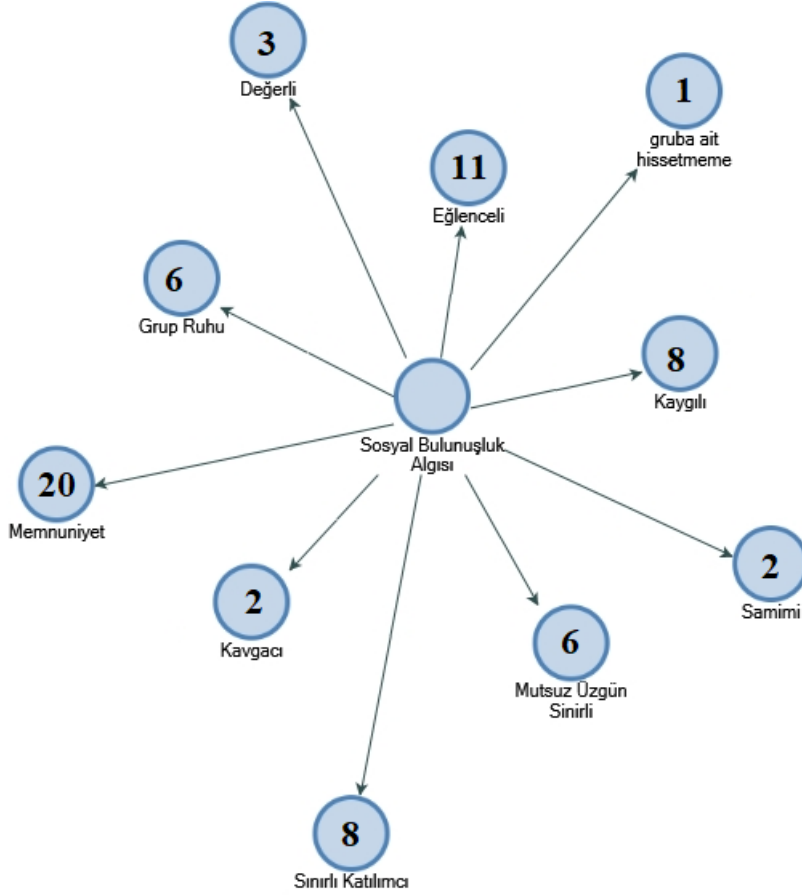 3
Değerli
1
gruba ait
hissetmeme
11
Eğlenceli
6
Grup Ruhu
8
Kaygılı
Sosyal Bulunuşluk
Algısı
20
Memnuniyet
2
Kavgacı
2
Samimi
6
Mutsuz Üzgün
Sinirli
8
Sınırlı Katılımcı